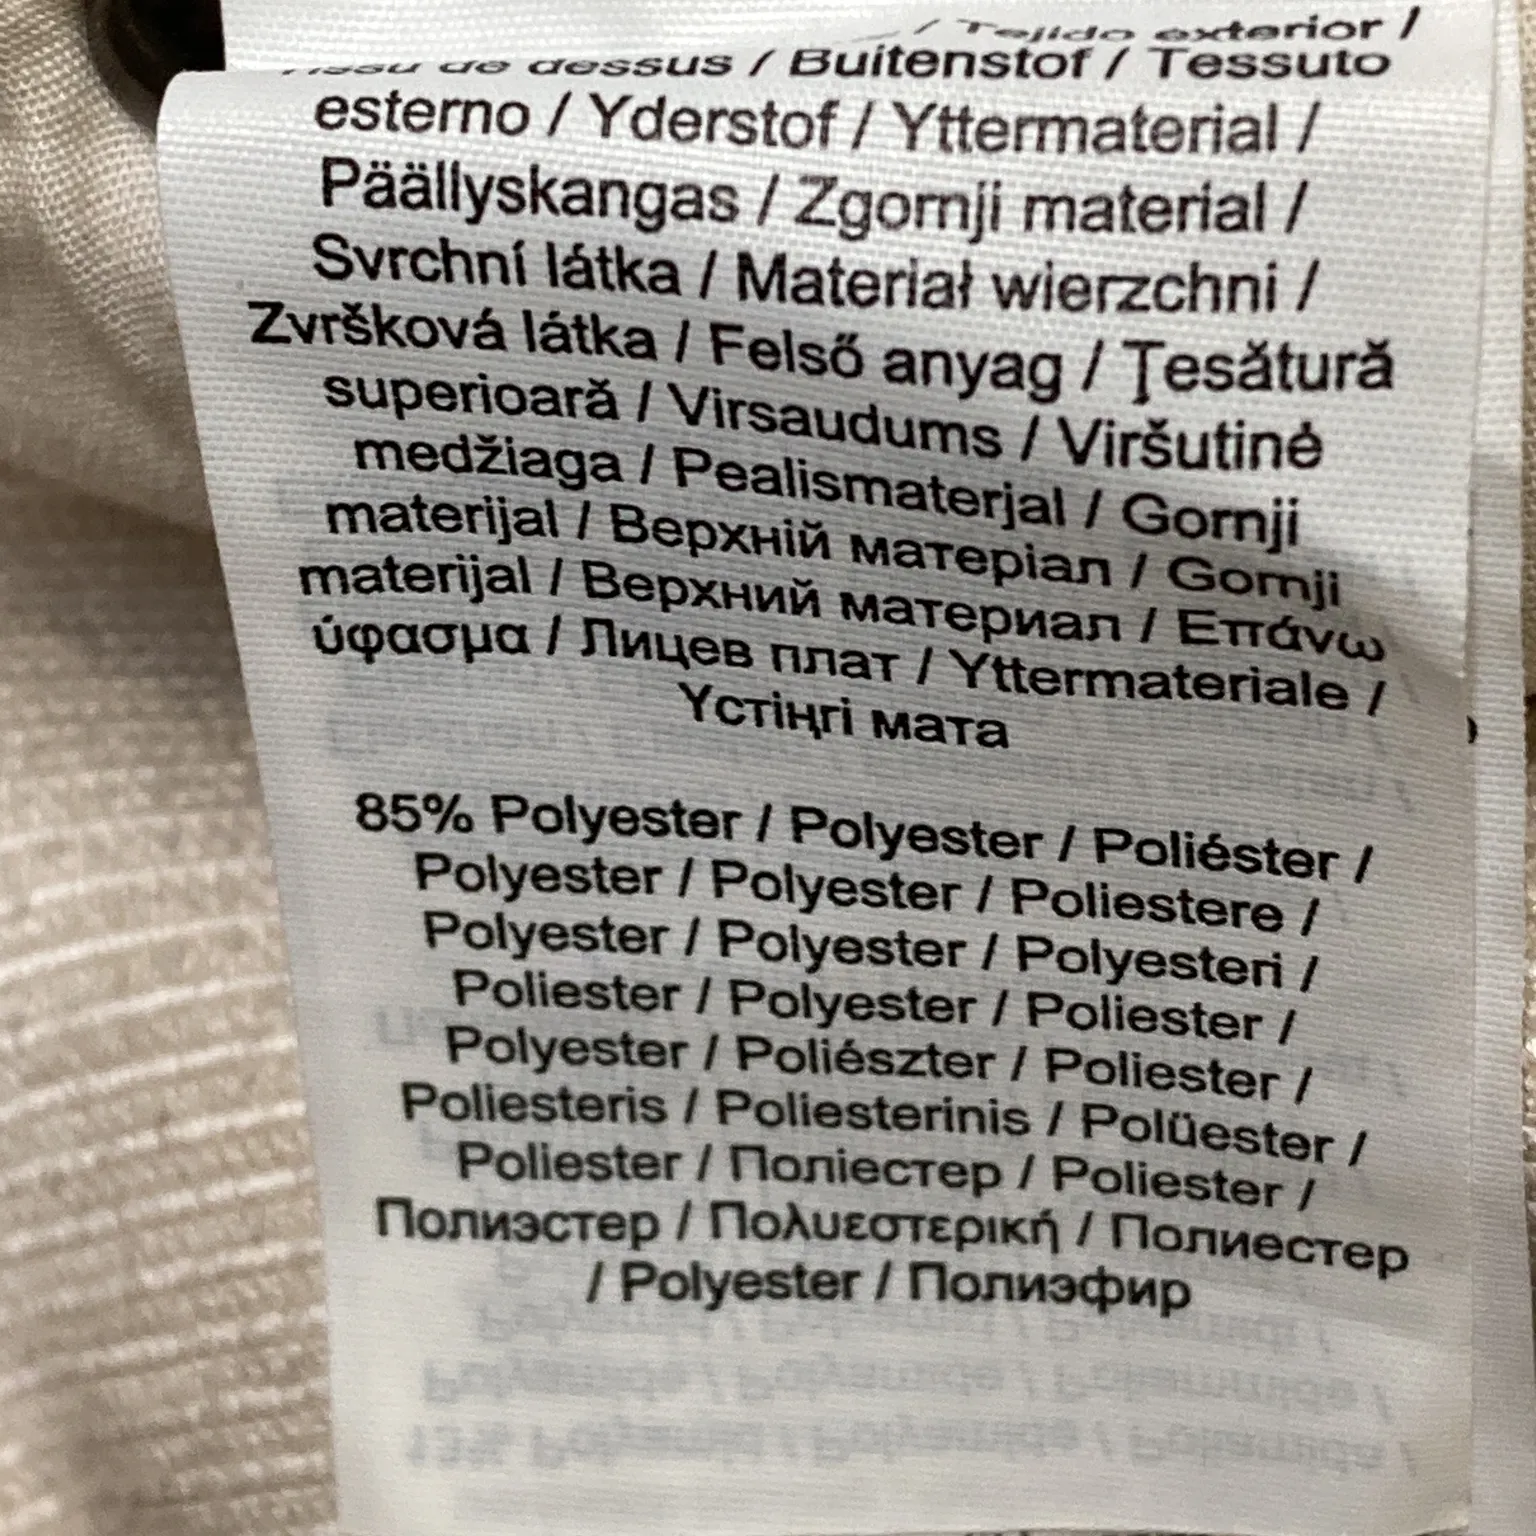 / Tejido exterior /
Tissu de dessus / Buitenstof / Tessuto
esterno / Yderstof / Yttermaterial /
Päällyskangas / Zgornji material /
Svrchní látka / Materiał wierzchni /
Zvršková látka / Felső anyag / Ţesătură
superioară / Virsaudums / Viršutinė
medžiaga / Pealismaterjal / Gornji
materijal / Верхній матеріал / Gornji
materijal / Верхний материал / Επάνω
ύφασμα / Лицев плат / Yttermateriale /
Үстіңгі мата
85% Polyester / Polyester / Poliéster /
Polyester / Polyester / Poliestere /
Polyester / Polyester / Polyesteri /
Poliester / Polyester / Poliester /
Polyester / Poliészter / Poliester /
Poliesteris / Poliesterinis / Polüester /
Poliester / Поліестер / Poliester /
Полиэстер / Πολυεστερική / Полиестер
/ Polyester / Полиэфир